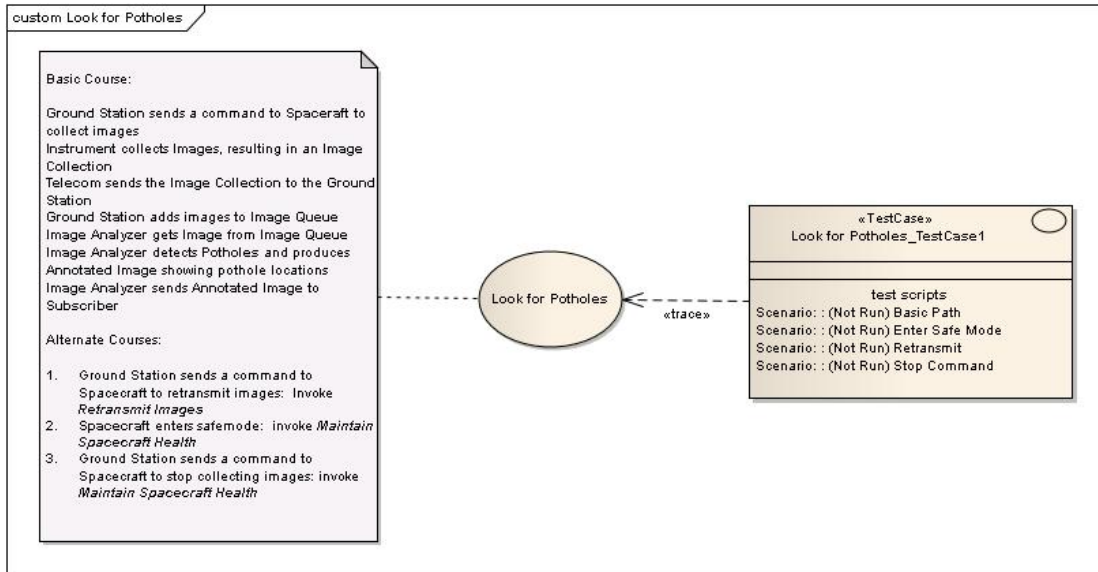 custom Look for Potholes
Basic Course:
Ground Station sends a command to Spacecraft to
collect images
Instrument collects Images, resulting in an Image
Collection
Telecom sends the Image Collection to the Ground
Station
Ground Station adds images to Image Queue
Image Analyzer gets Image from Image Queue
Image Analyzer detects Potholes and produces
Annotated Image showing pothole locations
Image Analyzer sends Annotated Image to
Subscriber
Alternate Courses:
1. Ground Station sends a command to
Spacecraft to retransmit images: Invoke
Retransmit Images
2. Spacecraft enters safemode: invoke Maintain
Spacecraft Health
3. Ground Station sends a command to
Spacecraft to stop collecting images: invoke
Maintain Spacecraft Health
Look for Potholes
«trace»
«TestCase»
Look for Potholes_TestCase1
test scripts
Scenario: : (Not Run) Basic Path
Scenario: : (Not Run) Enter Safe Mode
Scenario: : (Not Run) Retransmit
Scenario: : (Not Run) Stop Command